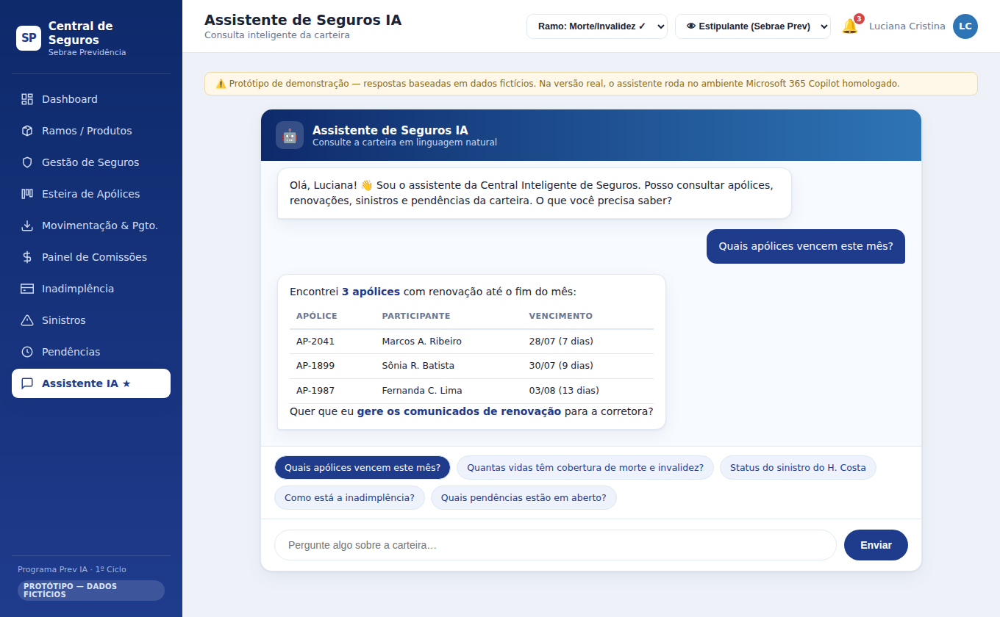 SP
Central de
Seguros
Sebrae Previdência
Dashboard
Ramos / Produtos
Gestão de Seguros
Esteira de Apólices
Movimentação & Pgto.
Painel de Comissões
Inadimplência
Sinistros
Pendências
Assistente IA ★
Programa Prev IA · 1º Ciclo
PROTÓTIPO — DADOS
FICTÍCIOS
Assistente de Seguros IA
Consulta inteligente da carteira
Ramo: Morte/Invalidez ✓
👁 Estipulante (Sebrae Prev)
🔔 3
Luciana Cristina
LC
⚠️ Protótipo de demonstração — respostas baseadas em dados fictícios. Na versão real, o assistente roda no ambiente Microsoft 365 Copilot homologado.
Assistente de Seguros IA
Consulte a carteira em linguagem natural
Olá, Luciana! 👋 Sou o assistente da Central Inteligente de Seguros. Posso consultar apólices,
renovações, sinistros e pendências da carteira. O que você precisa saber?
Quais apólices vencem este mês?
Encontrei 3 apólices com renovação até o fim do mês:
APÓLICE PARTICIPANTE VENCIMENTO
AP-2041 Marcos A. Ribeiro 28/07 (7 dias)
AP-1899 Sônia R. Batista 30/07 (9 dias)
AP-1987 Fernanda C. Lima 03/08 (13 dias)
Quer que eu gere os comunicados de renovação para a corretora?
Quais apólices vencem este mês?
Quantas vidas têm cobertura de morte e invalidez?
Status do sinistro do H. Costa
Como está a inadimplência?
Quais pendências estão em aberto?
Pergunte algo sobre a carteira…
Enviar